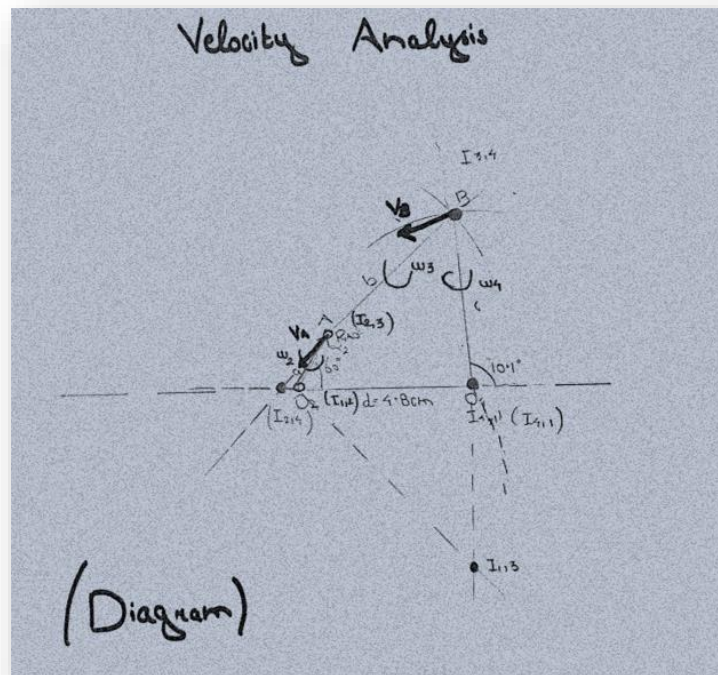 Velocity Analysis
I3,4
B
VB
b
ω3
ω4
c
A
(I2,3)
VA
ω2
a
60°
10.1°
O2
(I1,2)
d= 4.8cm
(I2,4)
(I4,1)
I1,3
(Diagram)